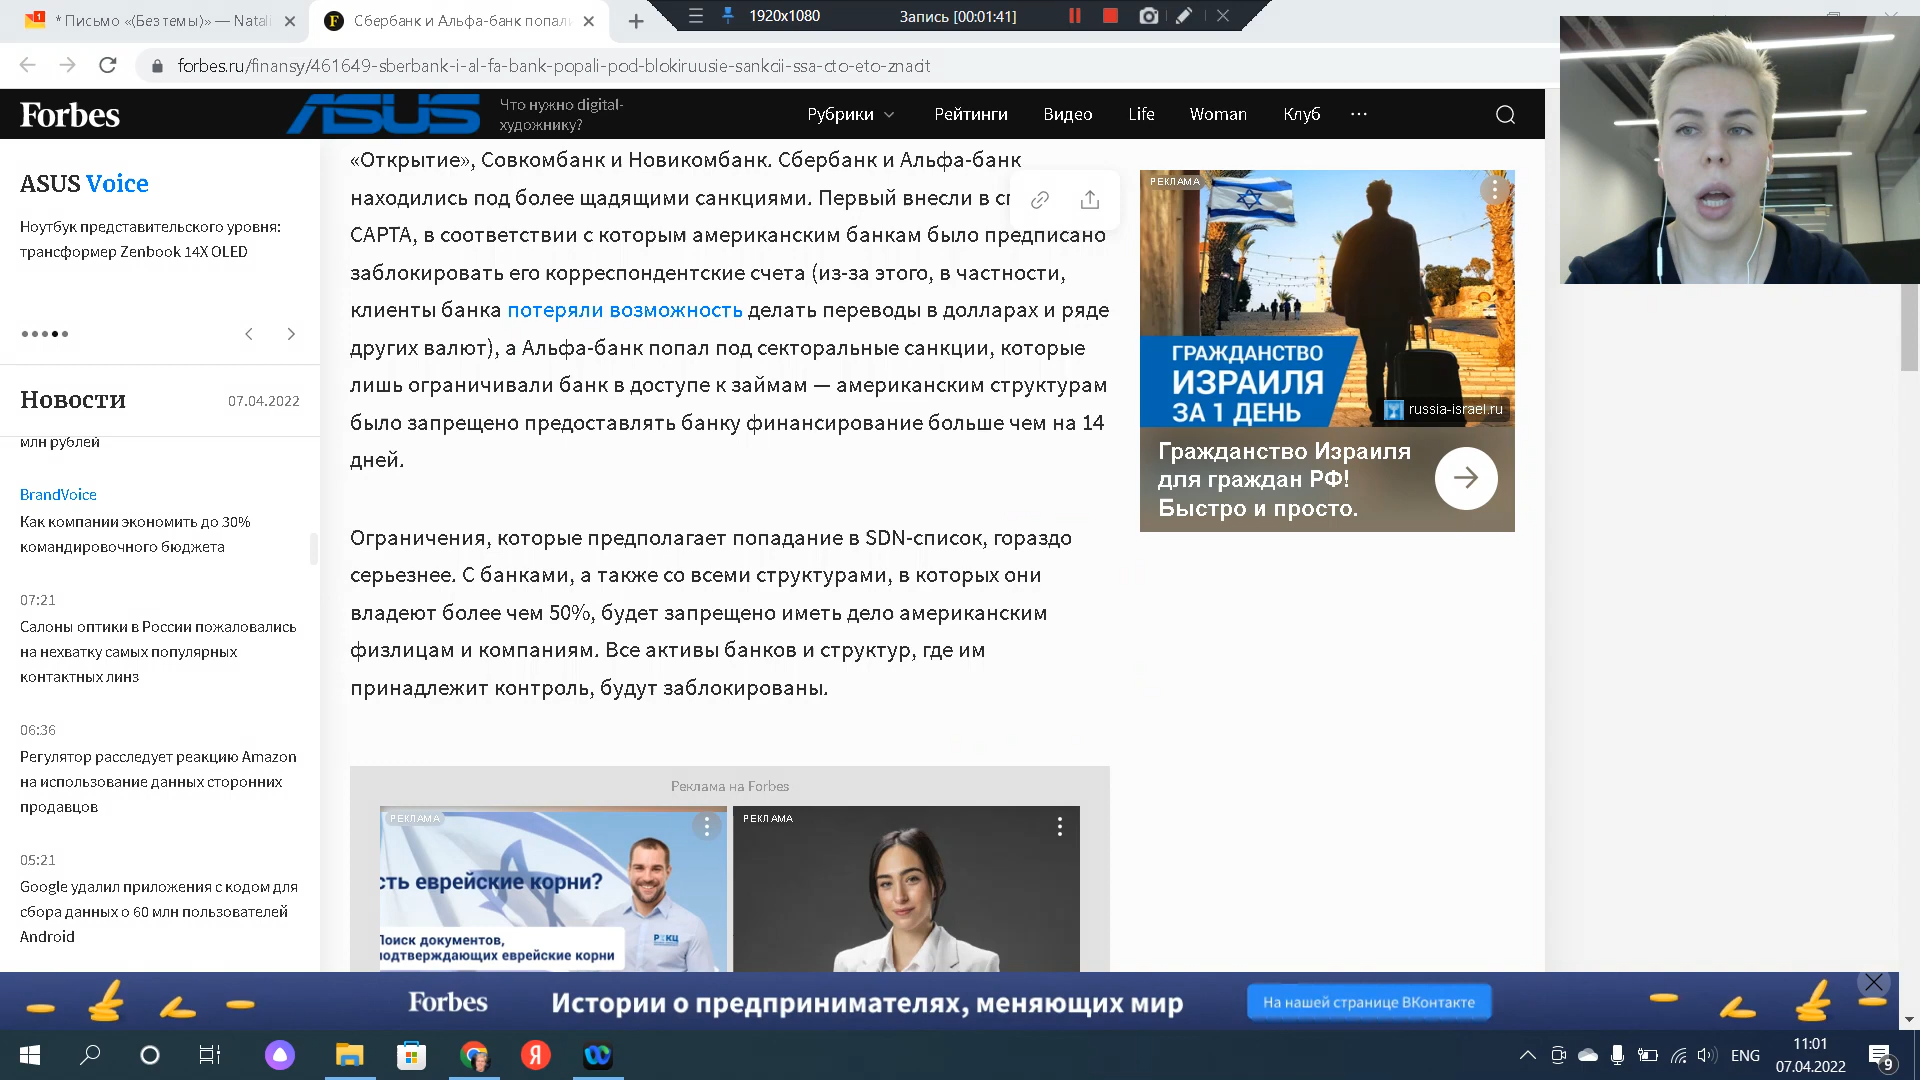 * Письмо «(Без темы)» — Natali
Сбербанк и Альфа-банк попали
1920x1080
Запись [00:01:41]
forbes.ru/finansy/461649-sberbank-i-al-fa-bank-popali-pod-blokiruusie-sankcii-ssa-cto-eto-znacit
Forbes
ASUS
Что нужно digital-
художнику?
Рубрики
Рейтинги
Видео
Life
Woman
Клуб
ASUS Voice
Ноутбук представительского уровня:
трансформер Zenbook 14X OLED
Новости
07.04.2022
млн рублей
BrandVoice
Как компании экономить до 30%
командировочного бюджета
07:21
Салоны оптики в России пожаловались
на нехватку самых популярных
контактных линз
06:36
Регулятор расследует реакцию Amazon
на использование данных сторонних
продавцов
05:21
Google удалил приложения с кодом для
сбора данных о 60 млн пользователей
Android
«Открытие», Совкомбанк и Новикомбанк. Сбербанк и Альфа-банк
находились под более щадящими санкциями. Первый внесли в сп
CAPTA, в соответствии с которым американским банкам было предписано
заблокировать его корреспондентские счета (из-за этого, в частности,
клиенты банка потеряли возможность делать переводы в долларах и ряде
других валют), а Альфа-банк попал под секторальные санкции, которые
лишь ограничивали банк в доступе к займам — американским структурам
было запрещено предоставлять банку финансирование больше чем на 14
дней.
Ограничения, которые предполагает попадание в SDN-список, гораздо
серьезнее. С банками, а также со всеми структурами, в которых они
владеют более чем 50%, будет запрещено иметь дело американским
физлицам и компаниям. Все активы банков и структур, где им
принадлежит контроль, будут заблокированы.
Реклама на Forbes
РЕКЛАМА
сть еврейские корни?
Поиск документов,
подтверждающих еврейские корни
РЕКЛАМА
РЕКЛАМА
ГРАЖДАНСТВО
ИЗРАИЛЯ
ЗА 1 ДЕНЬ
russia-israel.ru
Гражданство Израиля
для граждан РФ!
Быстро и просто.
Forbes
Истории о предпринимателях, меняющих мир
На нашей странице ВКонтакте
Я
ENG
11:01
07.04.2022
9